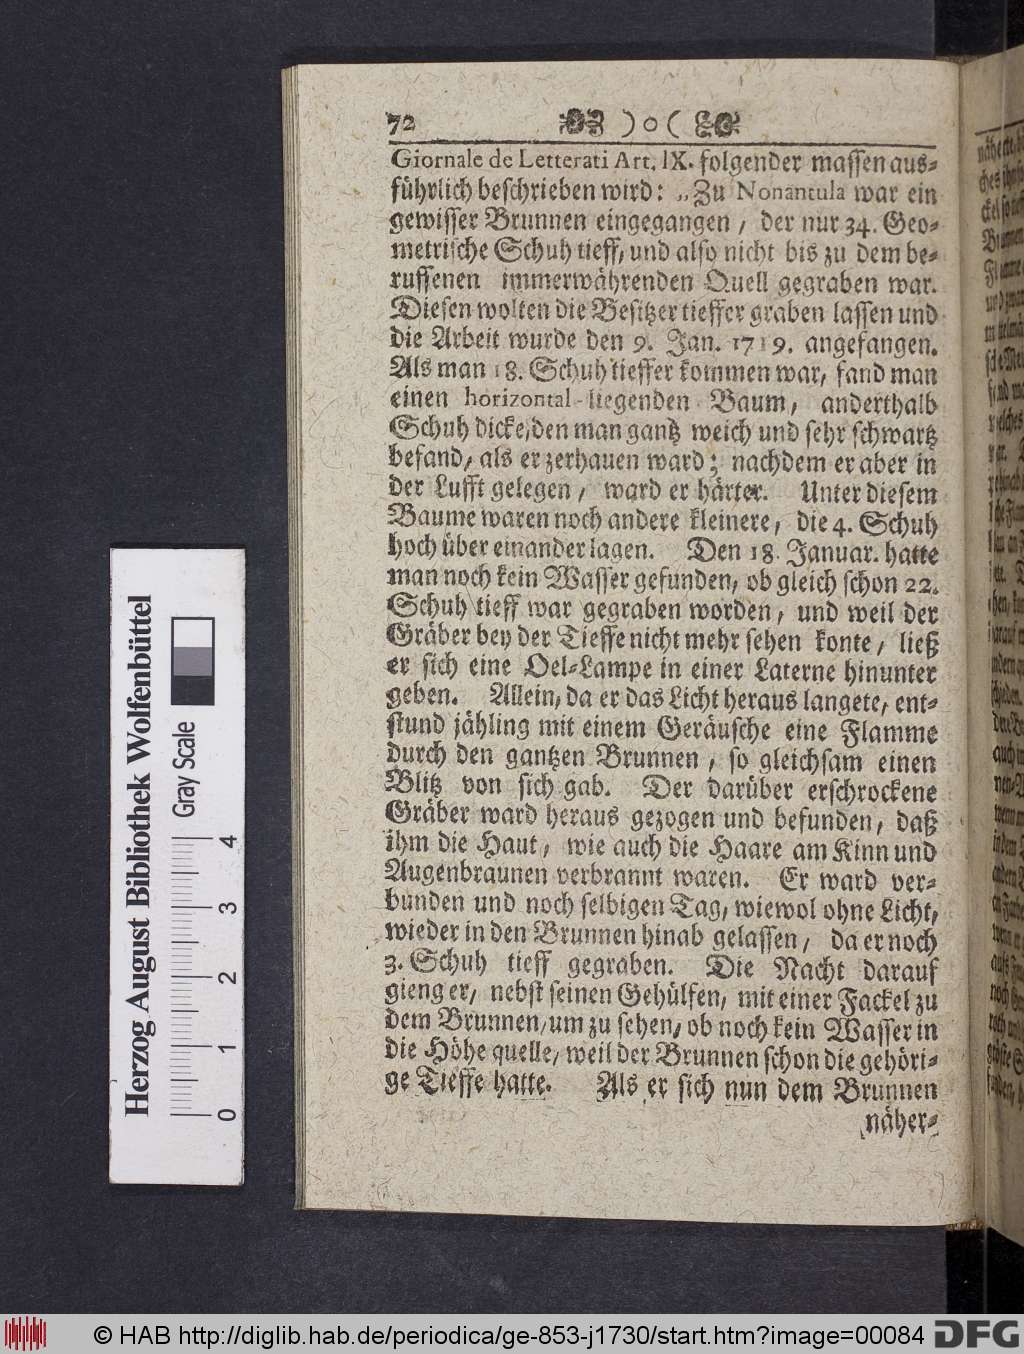 72 ) o (
Giornale de Letterati Art. IX. folgender massen aus-
führlich beschrieben wird: „Zu Nonantula war ein
gewisser Brunnen eingegangen, der nur 34. Geo-
metrische Schuh tieff, und also nicht bis zu dem be-
ruffenen immerwährenden Quell gegraben war.
Diesen wolten die Besitzer tieffer graben lassen und
die Arbeit wurde den 9. Jan. 1719. angefangen.
Als man 18. Schuh tieffer kommen war, fand man
einen horizontal-liegenden Baum, anderthalb
Schuh dicke, den man gantz weich und sehr schwartz
befand, als er zerhauen ward; nachdem er aber in
der Lufft gelegen, ward er härter. Unter diesem
Baume waren noch andere kleinere, die 4. Schuh
hoch über einander lagen. Den 18. Januar. hatte
man noch kein Wasser gefunden, ob gleich schon 22.
Schuh tieff war gegraben worden, und weil der
Gräber bey der Tieffe nicht mehr sehen konte, ließ
er sich eine Oel-Lampe in einer Laterne hinunter
geben. Allein, da er das Licht heraus langete, ent-
stund jähling mit einem Geräusche eine Flamme
durch den gantzen Brunnen, so gleichsam einen
Blitz von sich gab. Der darüber erschrockene
Gräber ward heraus gezogen und befunden, daß
ihm die Haut, wie auch die Haare am Kinn und
Augenbraunen verbrannt waren. Er ward ver-
bunden und noch selbigen Tag, wiewol ohne Licht,
wieder in den Brunnen hinab gelassen, da er noch
3. Schuh tieff gegraben. Die Nacht darauf
gieng er, nebst seinen Gehülfen, mit einer Fackel zu
dem Brunnen, um zu sehen, ob noch kein Wasser in
die Höhe quelle, weil der Brunnen schon die gehöri-
ge Tieffe hatte. Als er sich nun dem Brunnen
näher-
Herzog August Bibliothek Wolfenbüttel
Gray Scale
0 1 2 3 4
© HAB http://diglib.hab.de/periodica/ge-853-j1730/start.htm?image=00084 DFG